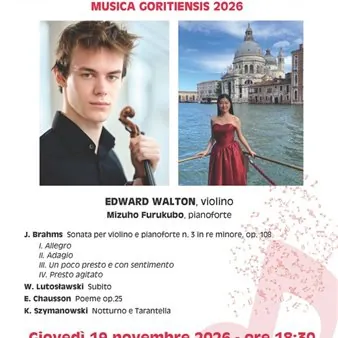 MUSICA GORITIENSIS 2026
EDWARD WALTON, violino
Mizuho Furukubo, pianoforte
J. Brahms Sonata per violino e pianoforte n. 3 in re minore, op. 108
I. Allegro
II. Adagio
III. Un poco presto e con sentimento
IV. Presto agitato
W. Lutosławski Subito
E. Chausson Poeme op.25
K. Szymanowski Notturno e Tarantella
Giovedì 19 novembre 2026 - ore 18:30